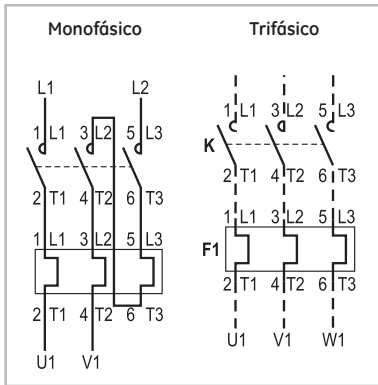 Monofásico Trifásico
L1 L2
1 L1 3 L2 5 L3 1 L1 3 L2 5 L3
K
2 T1 4 T2 6 T3 2 T1 4 T2 6 T3
1 L1 3 L2 5 L3 1 L1 3 L2 5 L3
F1
2 T1 4 T2 6 T3 2 T1 4 T2 6 T3
U1 V1 U1 V1 W1